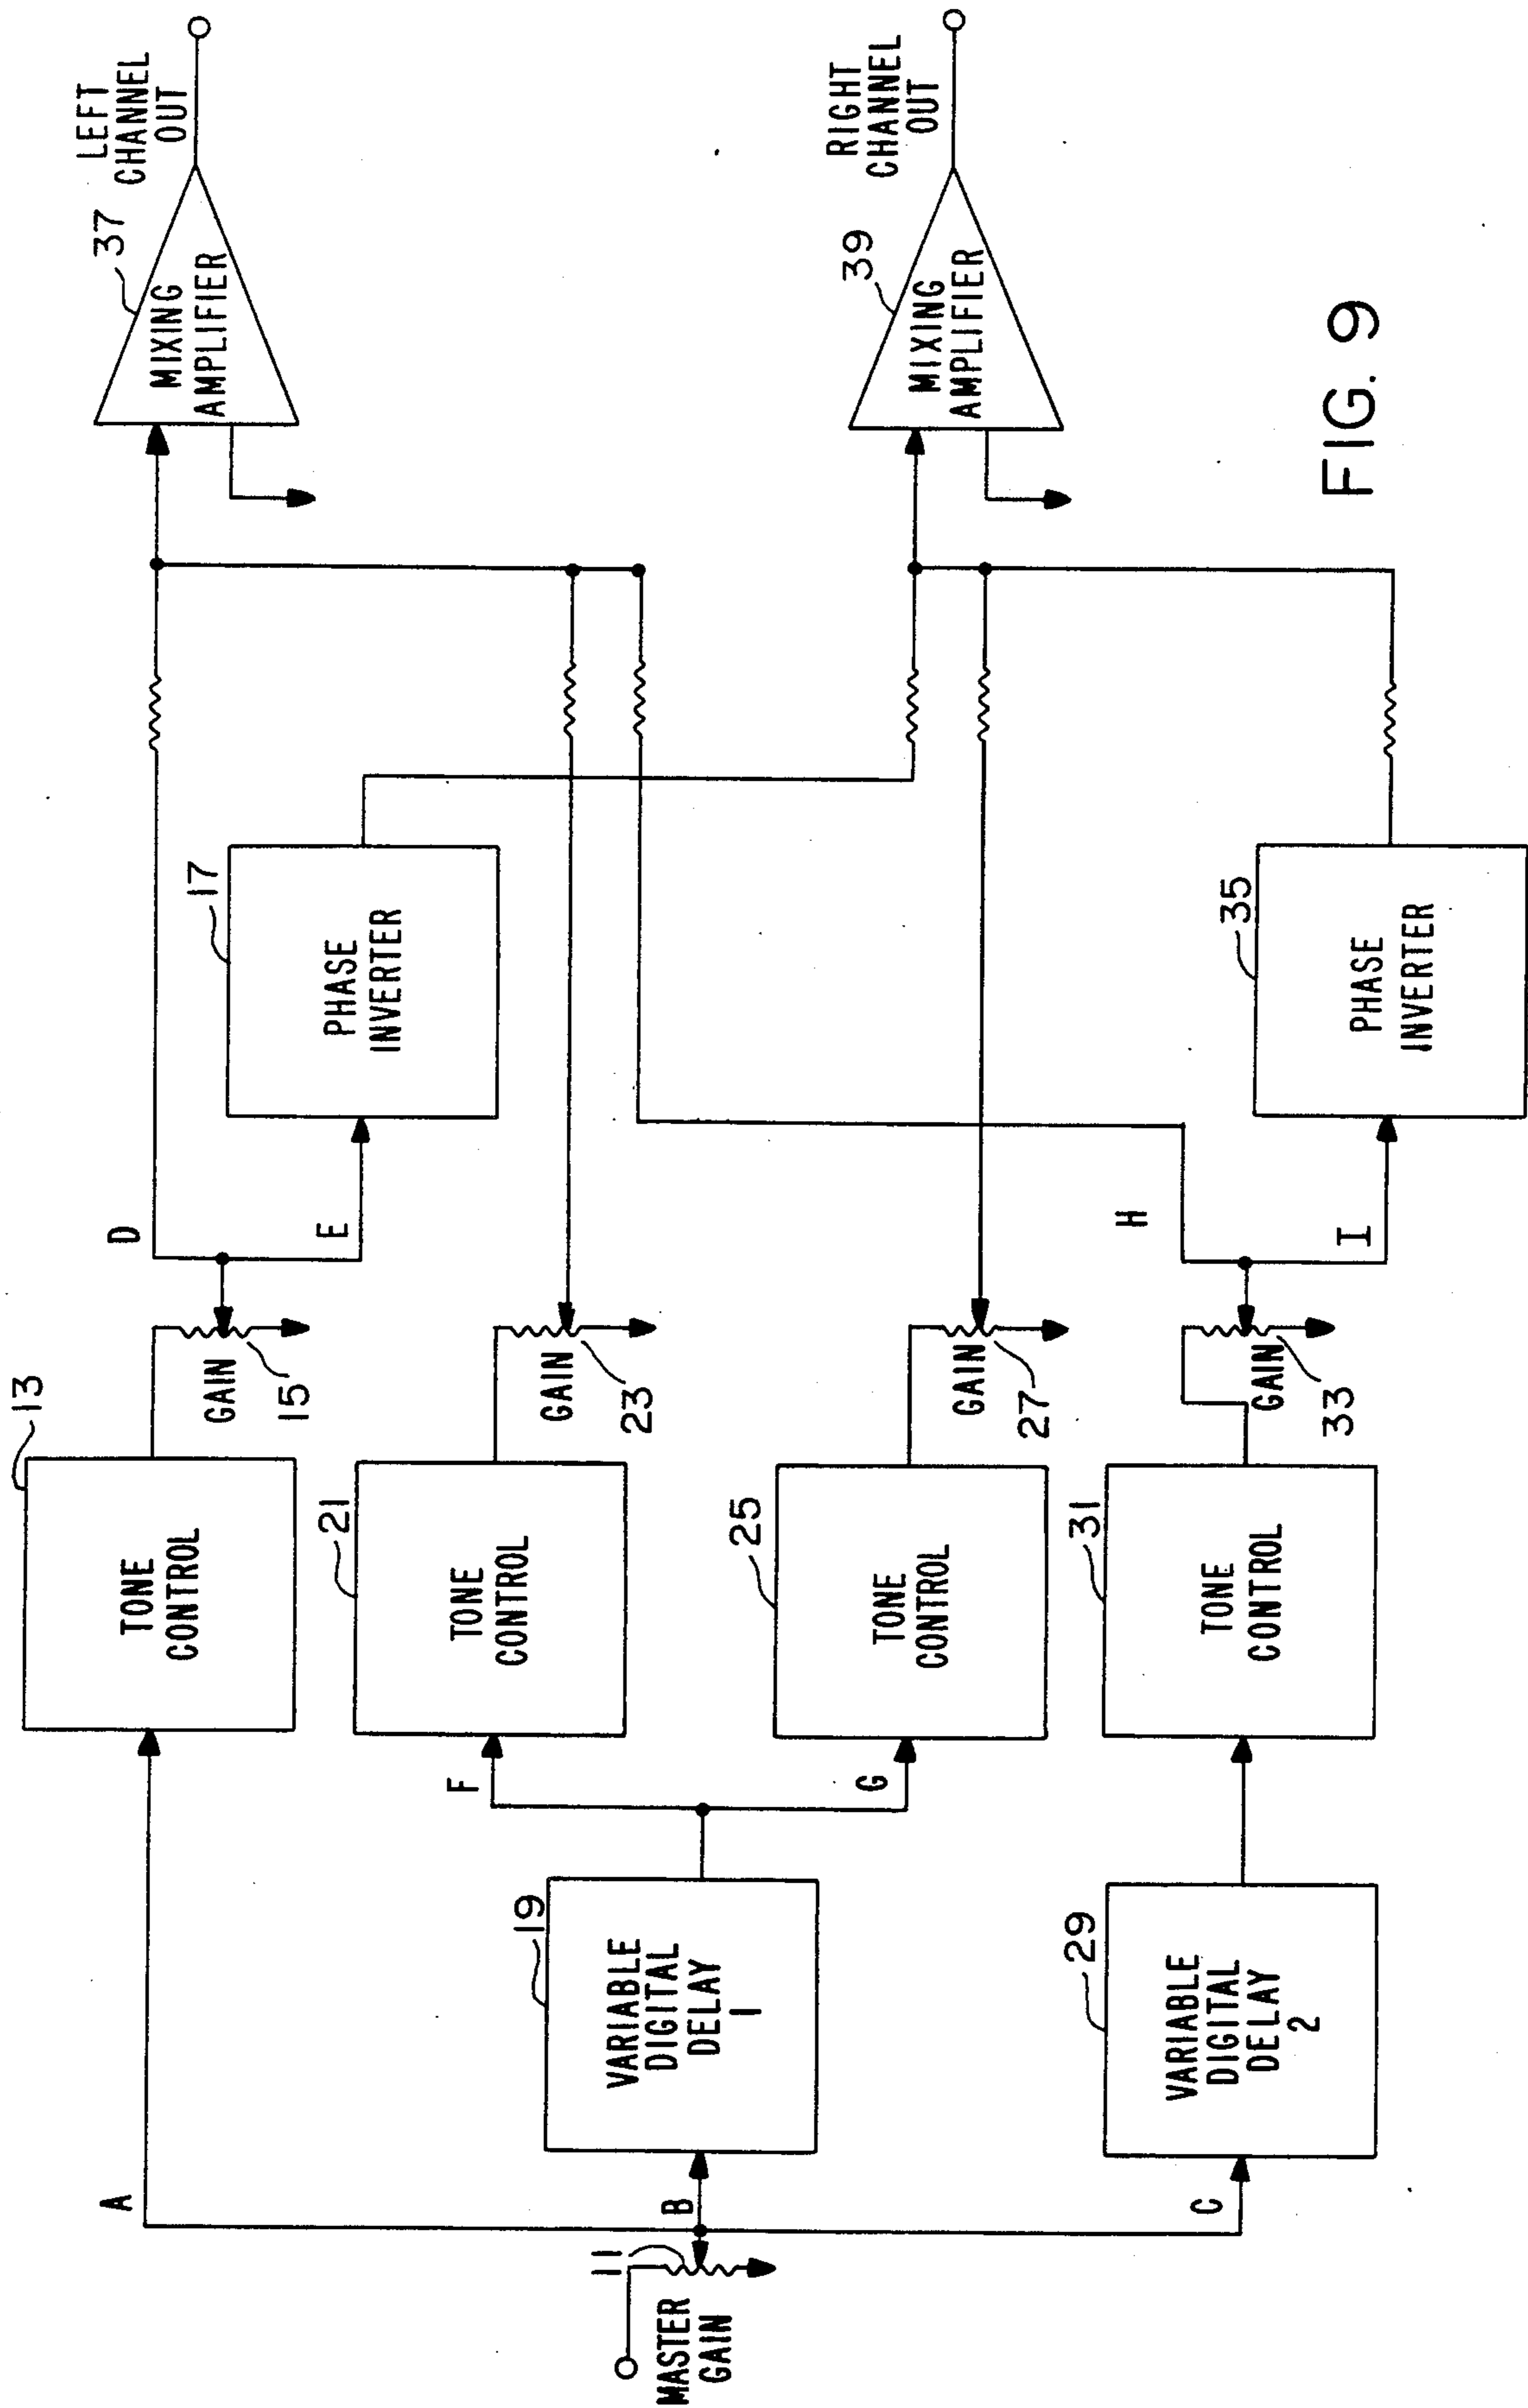 MASTER
GAIN
11
A
B
C
13
TONE
CONTROL
GAIN
15
D
E
17
PHASE
INVERTER
37
MIXING
AMPLIFIER
LEFT
CHANNEL
OUT
19
VARIABLE
DIGITAL
DELAY
1
F
G
21
TONE
CONTROL
GAIN
23
25
TONE
CONTROL
GAIN
27
39
MIXING
AMPLIFIER
RIGHT
CHANNEL
OUT
29
VARIABLE
DIGITAL
DELAY
2
31
TONE
CONTROL
GAIN
33
H
I
35
PHASE
INVERTER
FIG. 9